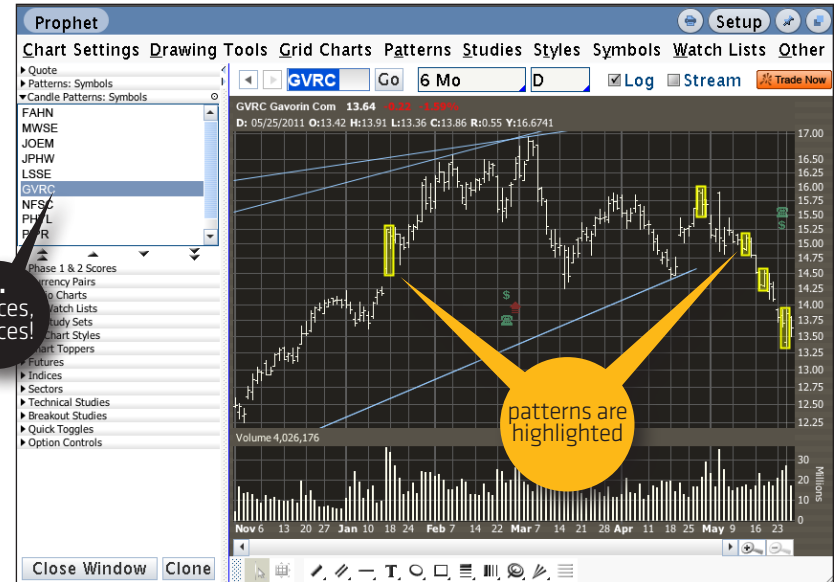 Prophet
Setup
Chart Settings Drawing Tools Grid Charts Patterns Studies Styles Symbols Watch Lists Other
Quote
Patterns: Symbols
Candle Patterns: Symbols
FAHN
MWSE
JOEM
JPHW
LSSE
GVRC
NFSC
Phase 1 & 2 Scores
Charts
Watch Lists
Study Sets
Chart Styles
Toppers
Futures
Indices
Sectors
Technical Studies
Breakout Studies
Quick Toggles
Option Controls
Close Window Clone
GVRC Go 6 Mo D Log Stream Trade Now
GVRC Gavorin Com 13.64
D: 05/25/2011 O:13.42 H:13.91 L:13.36 C:13.86 R:0.55 Y:16.6741
17.00
16.50
16.25
16.00
15.75
15.50
15.25
15.00
14.75
14.50
14.25
14.00
13.75
13.50
13.25
13.00
12.75
12.50
12.25
$
$
patterns are
highlighted
Volume 4,026,176
30
20
10
0
Millions
Nov 6 13 20 27 Jan 10 18 24 Feb 7 14 22 Mar 7 14 21 28 Apr 11 18 25 May 9 16 23
T